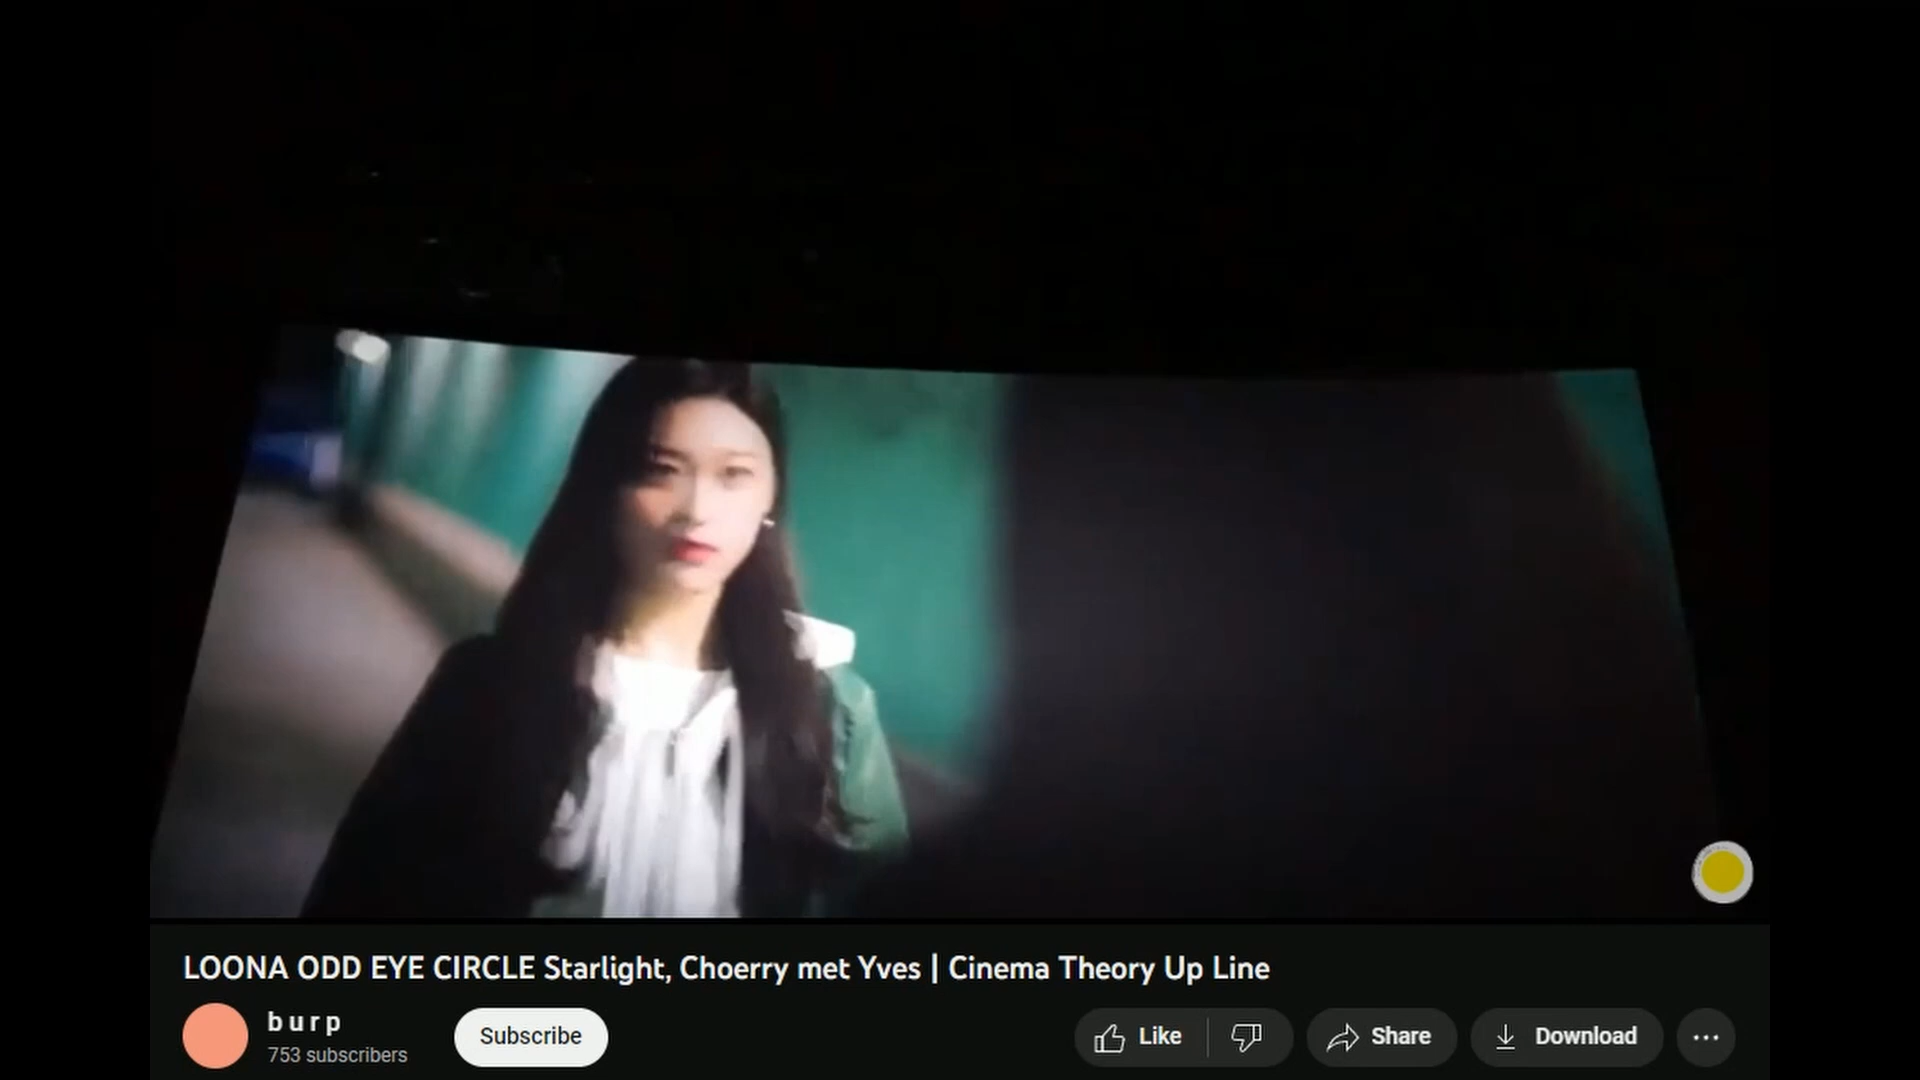 LOONA ODD EYE CIRCLE Starlight, Choerry met Yves | Cinema Theory Up Line
burp
753 subscribers
Subscribe
Like
Share
Download